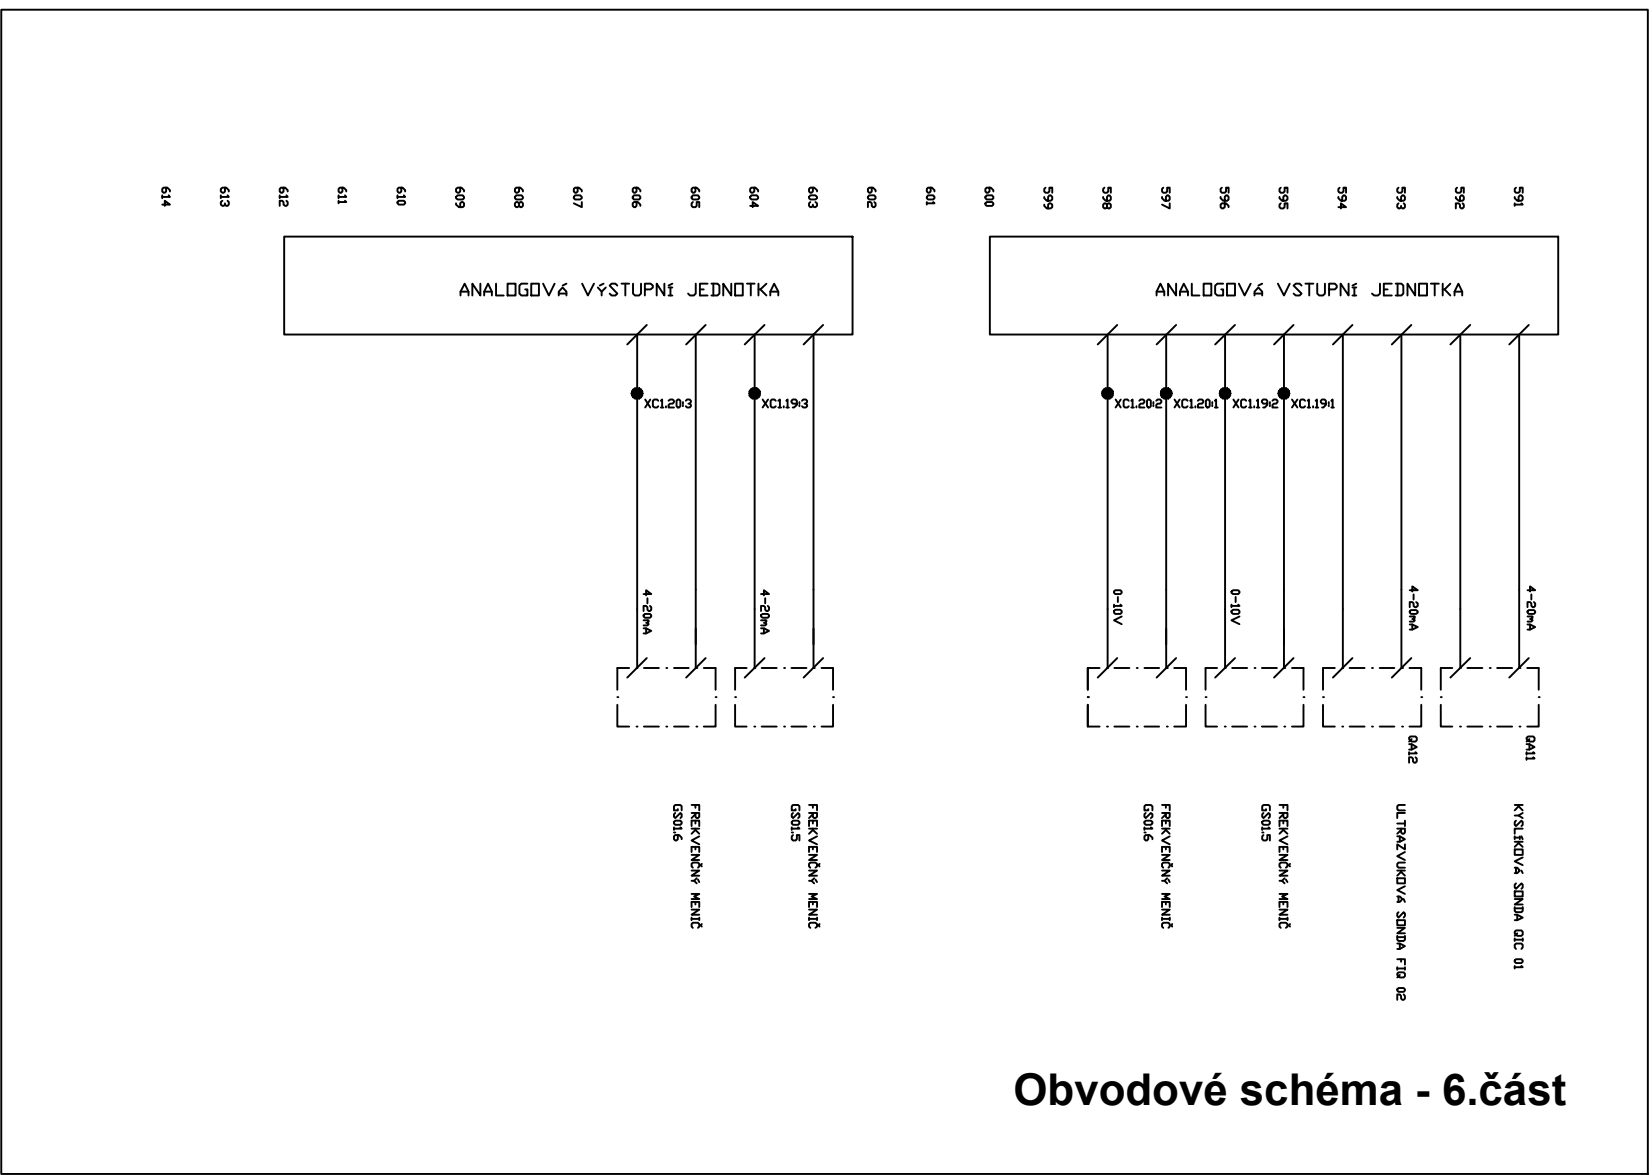 614
613
612
611
610
609
608
607
606
605
604
603
602
601
600
599
598
597
596
595
594
593
592
591
ANALOGOVÁ VÝSTUPNÍ JEDNOTKA
ANALOGOVÁ VSTUPNÍ JEDNOTKA
XC1.20:3
XC1.19:3
XC1.20:2
XC1.20:1
XC1.19:2
XC1.19:1
4-20mA
4-20mA
0-10V
0-10V
4-20mA
4-20mA
QA12
QA11
FREKVENČNÝ MENIČ
GS01.6
FREKVENČNÝ MENIČ
GS01.5
FREKVENČNÝ MENIČ
GS01.6
FREKVENČNÝ MENIČ
GS01.5
ULTRAZVUKOVÁ SONDA FIQ 02
KYSLÍKOVÁ SONDA QIC 01
Obvodové schéma - 6.část